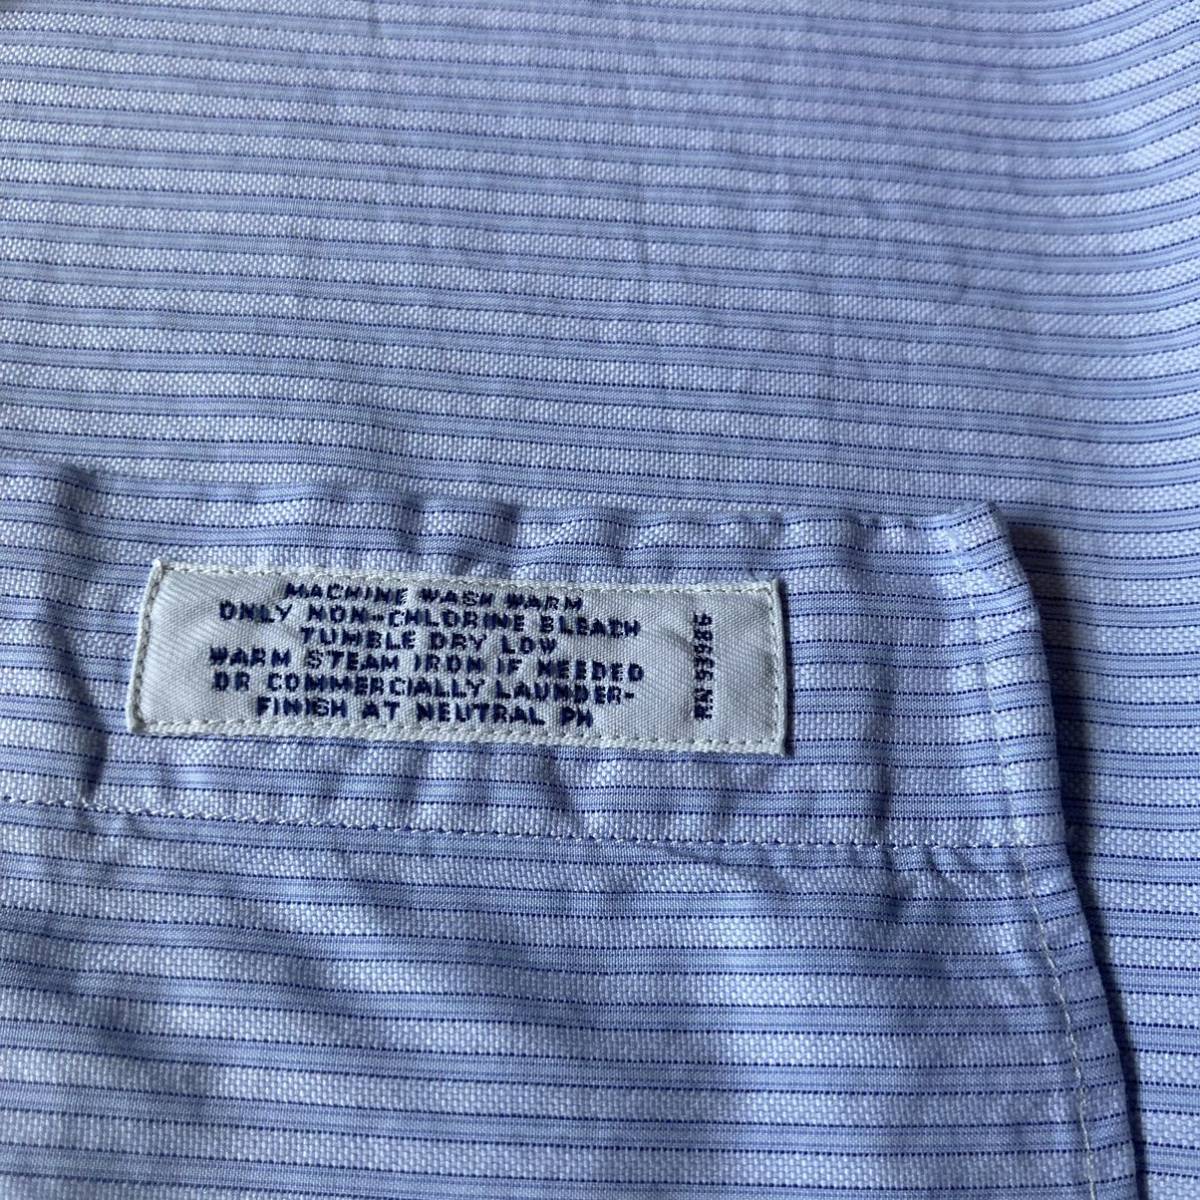 MACHINE WASH WARM
ONLY NON-CHLORINE BLEACH
TUMBLE DRY LOW
WARM STEAM IRON IF NEEDED
OR COMMERCIALLY LAUNDER-
FINISH AT NEUTRAL PH
RN 93685